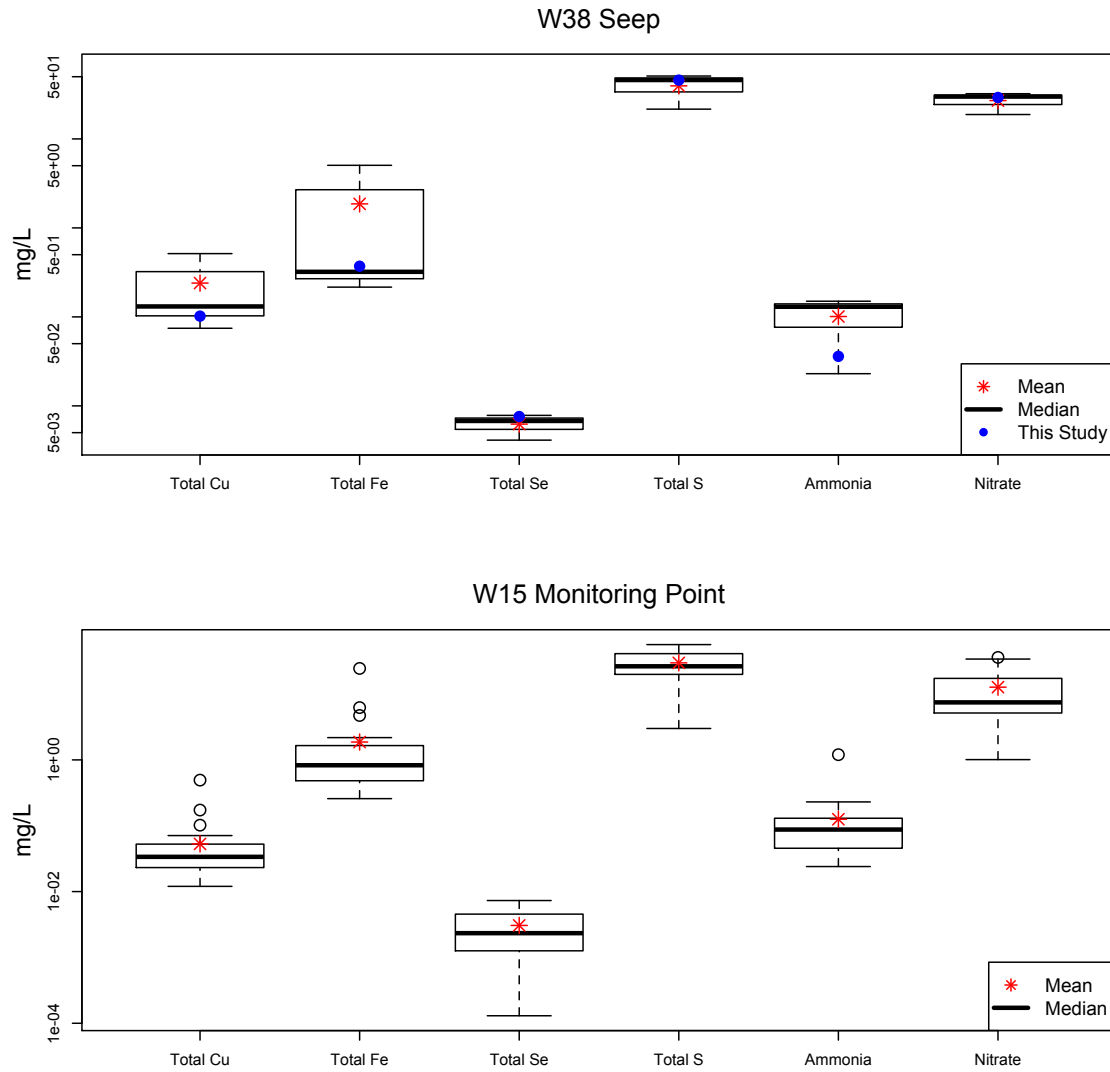 W38 Seep
mg/L
5e+01
5e+00
5e-01
5e-02
5e-03
Mean
Median
This Study
Total Cu Total Fe Total Se Total S Ammonia Nitrate
W15 Monitoring Point
mg/L
1e+00
1e-02
1e-04
Mean
Median
Total Cu Total Fe Total Se Total S Ammonia Nitrate